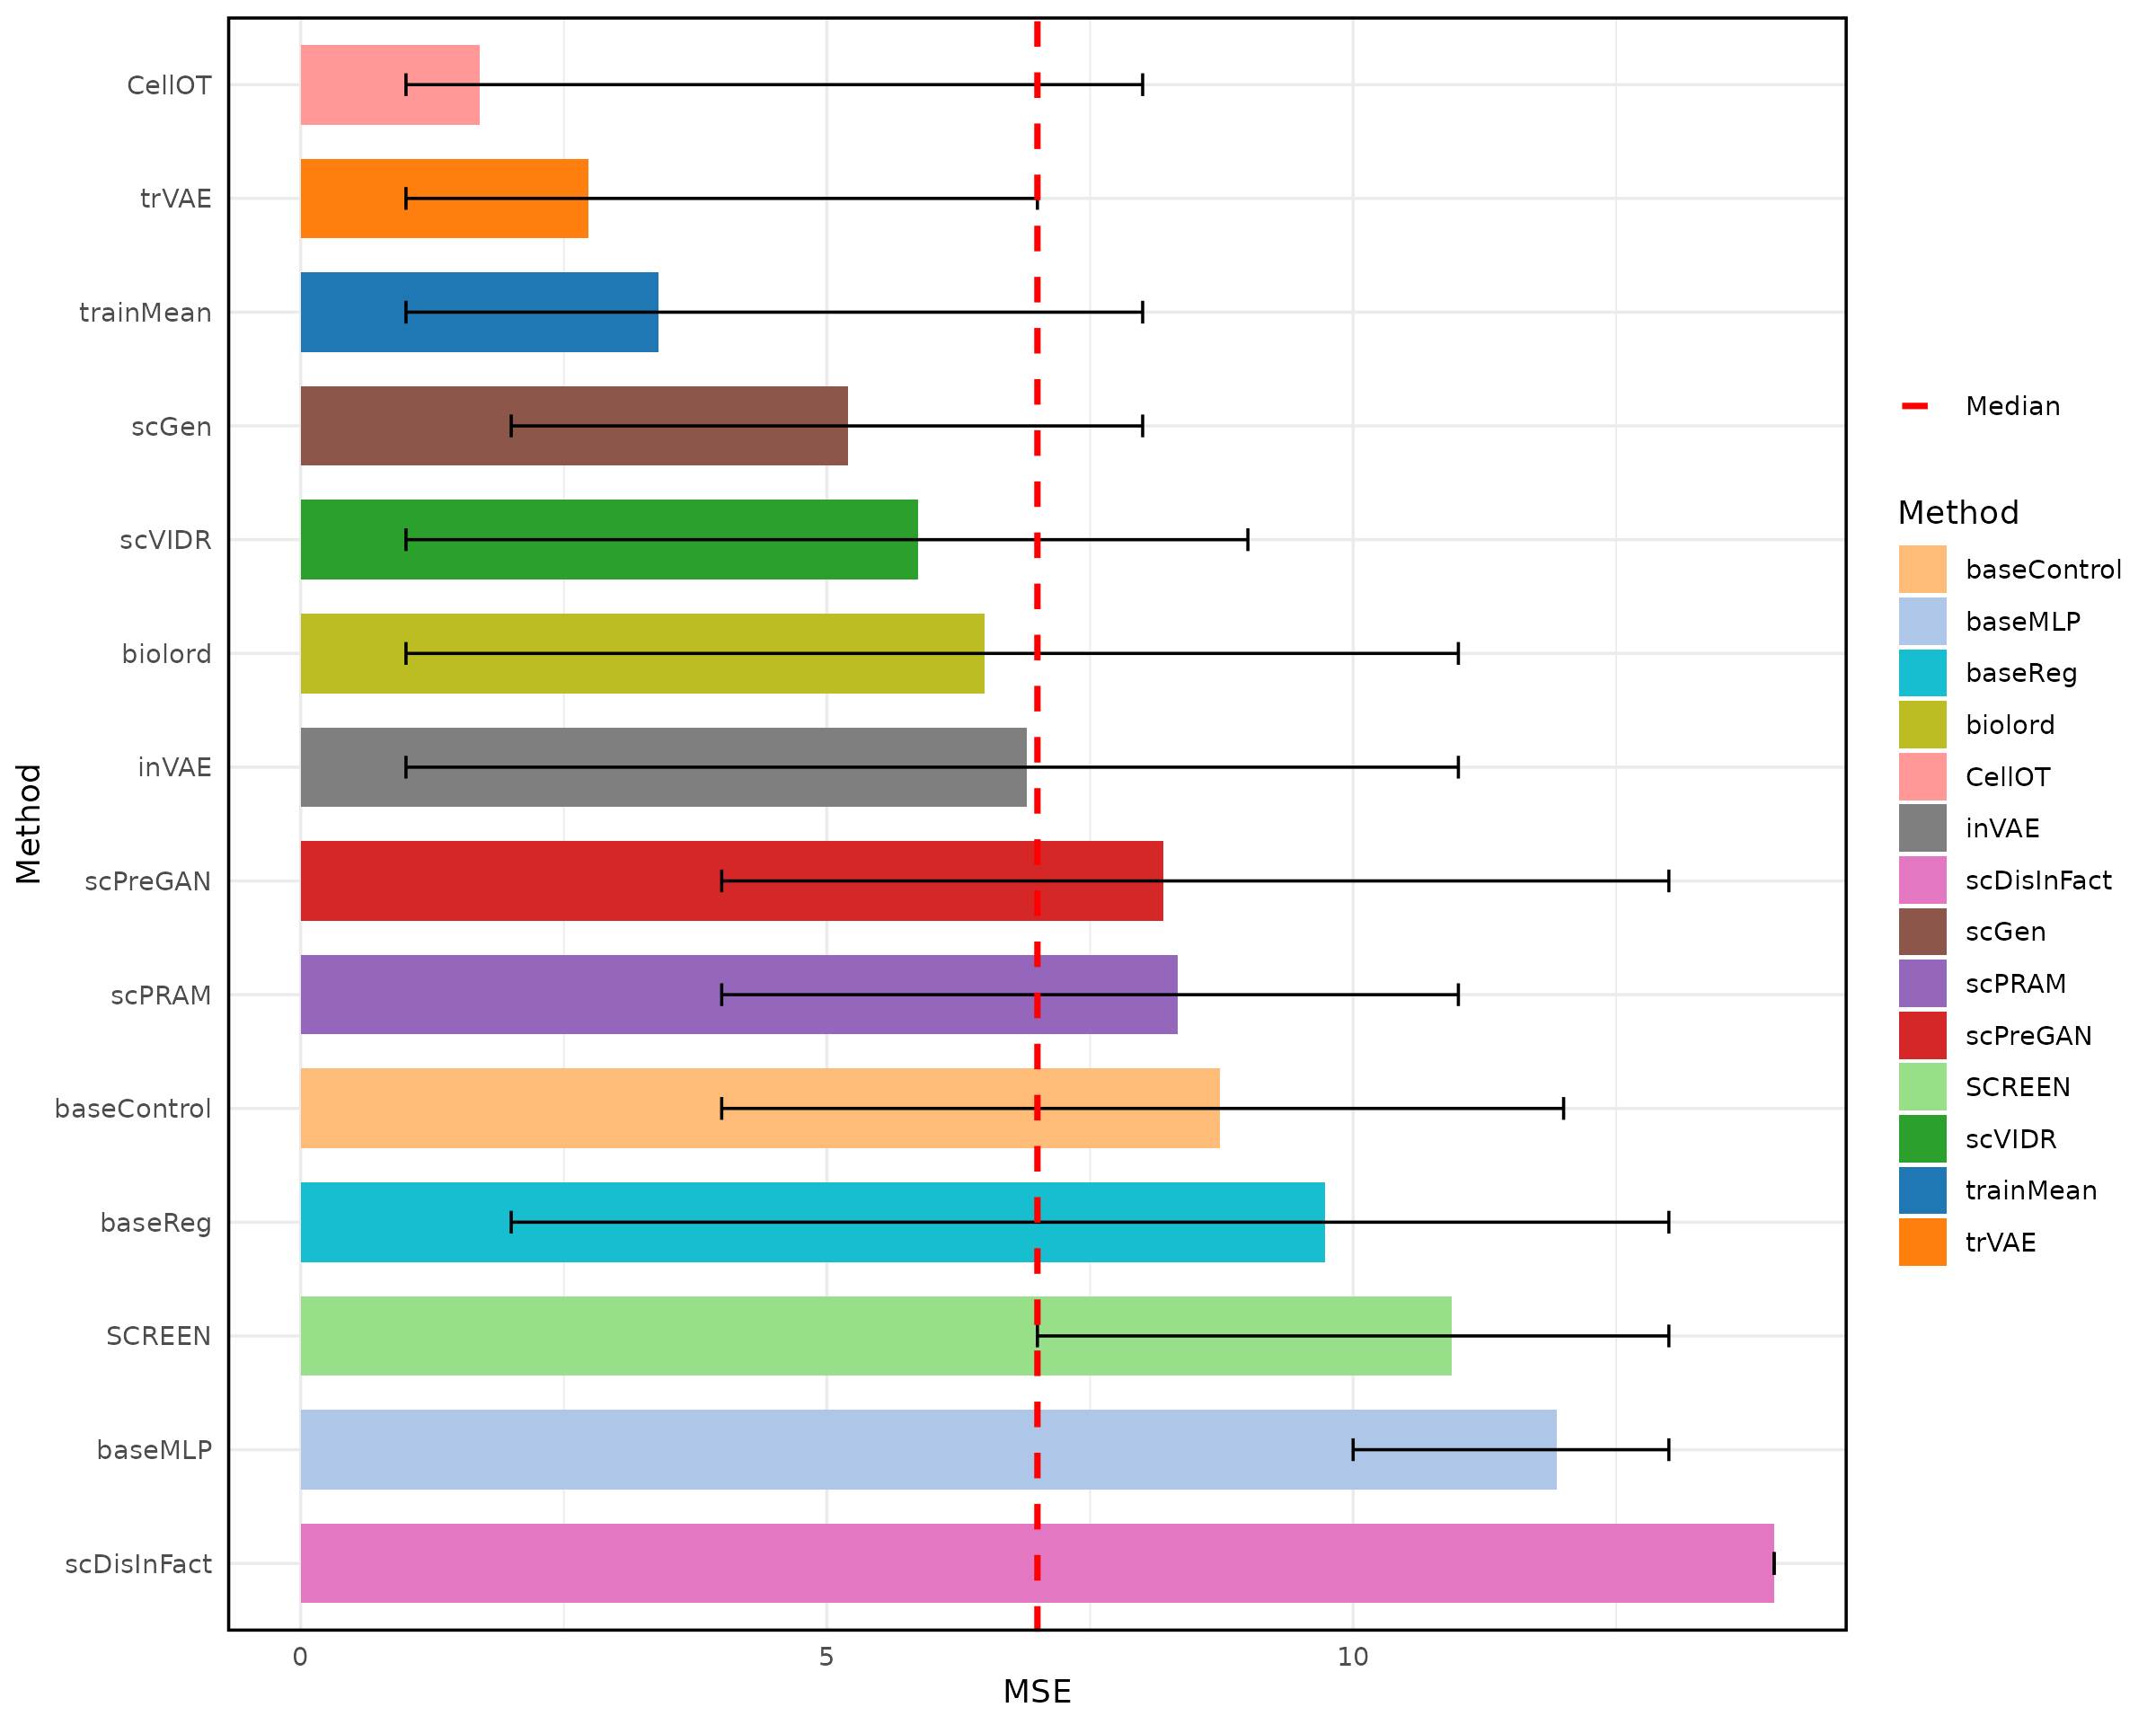 CellOT
trVAE
trainMean
scGen
scVIDR
biolord
inVAE
scPreGAN
scPRAM
baseControl
baseReg
SCREEN
baseMLP
scDisInFact
Method
0 5 10
MSE
Median
Method
baseControl
baseMLP
baseReg
biolord
CellOT
inVAE
scDisInFact
scGen
scPRAM
scPreGAN
SCREEN
scVIDR
trainMean
trVAE